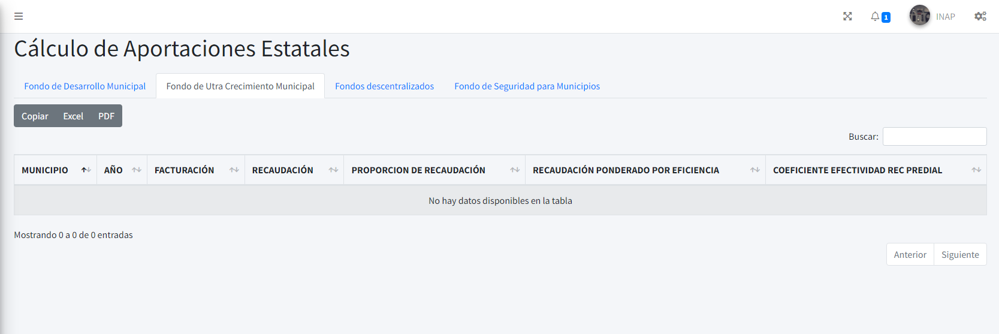 1 INAP
Cálculo de Aportaciones Estatales
Fondo de Desarrollo Municipal Fondo de Utra Crecimiento Municipal Fondos descentralizados Fondo de Seguridad para Municipios
Copiar Excel PDF
Buscar:
MUNICIPIO AÑO FACTURACIÓN RECAUDACIÓN PROPORCION DE RECAUDACIÓN RECAUDACIÓN PONDERADO POR EFICIENCIA COEFICIENTE EFECTIVIDAD REC PREDIAL
No hay datos disponibles en la tabla
Mostrando 0 a 0 de 0 entradas
Anterior Siguiente